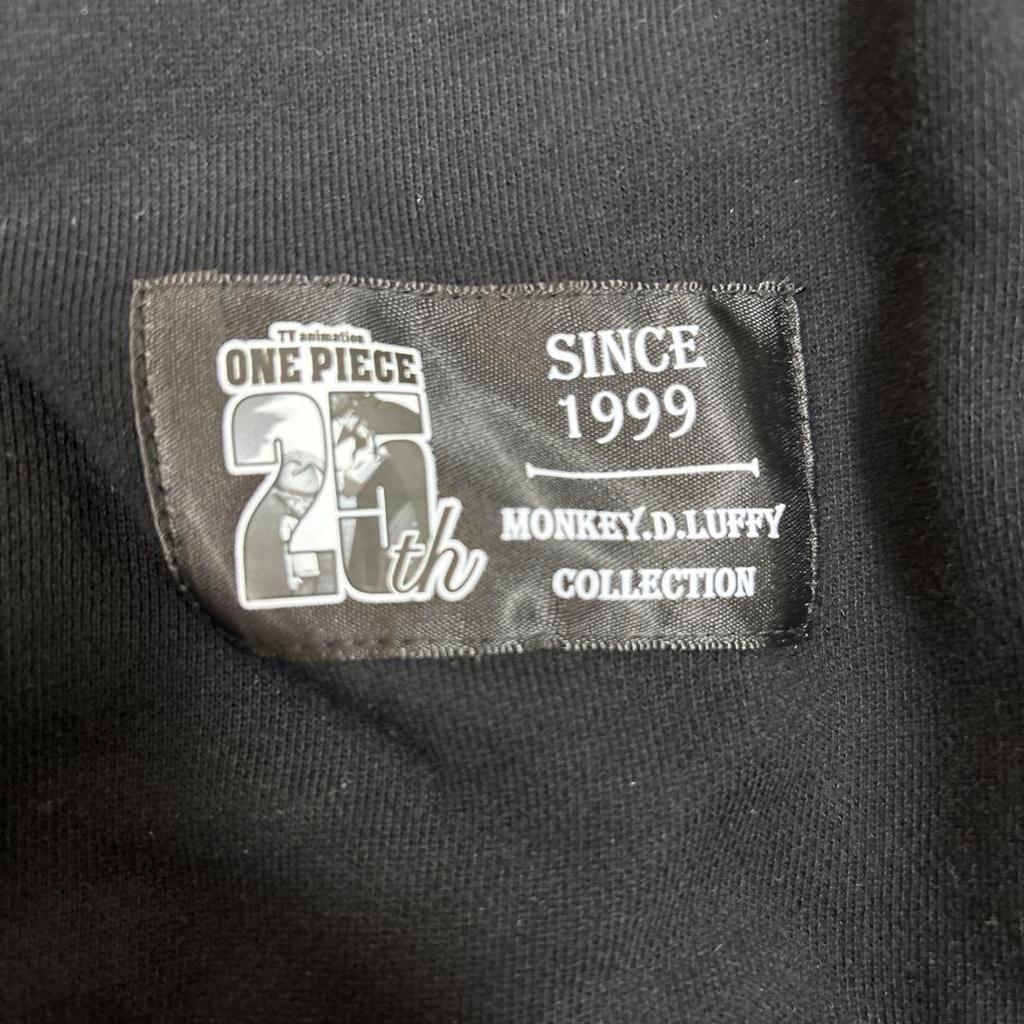 TV animation
ONE PIECE
25th
SINCE
1999
MONKEY.D.LUFFY
COLLECTION